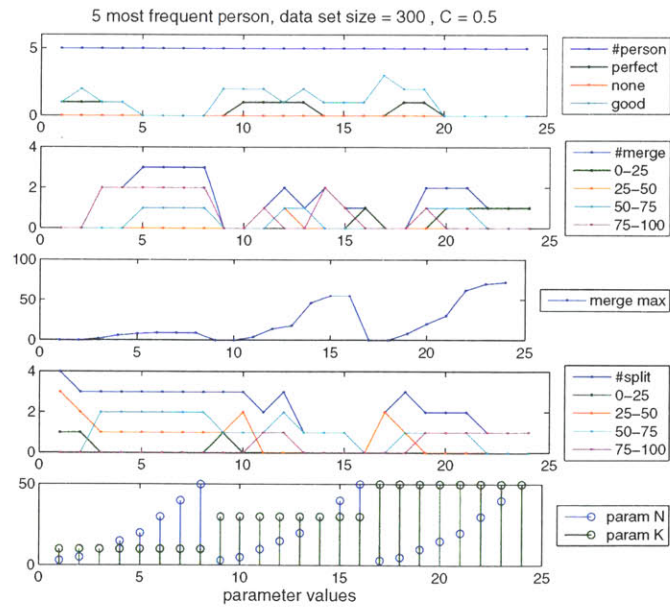 5 most frequent person, data set size = 300 , C = 0.5
5
0
0 5 10 15 20 25
#person
perfect
none
good
4
2
0
0 5 10 15 20 25
#merge
0-25
25-50
50-75
75-100
100
50
0
0 5 10 15 20 25
merge max
4
2
0
0 5 10 15 20 25
#split
0-25
25-50
50-75
75-100
50
0
0 5 10 15 20 25
param N
param K
parameter values